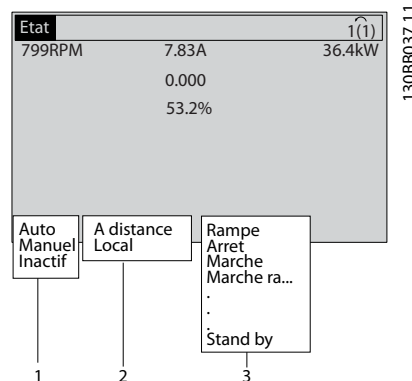 Etat
1(1)
799RPM 7.83A 36.4kW
0.000
53.2%
Auto
Manuel
Inactif
A distance
Local
Rampe
Arret
Marche
Marche ra...
.
.
.
Stand by
1 2 3
130BB037.11